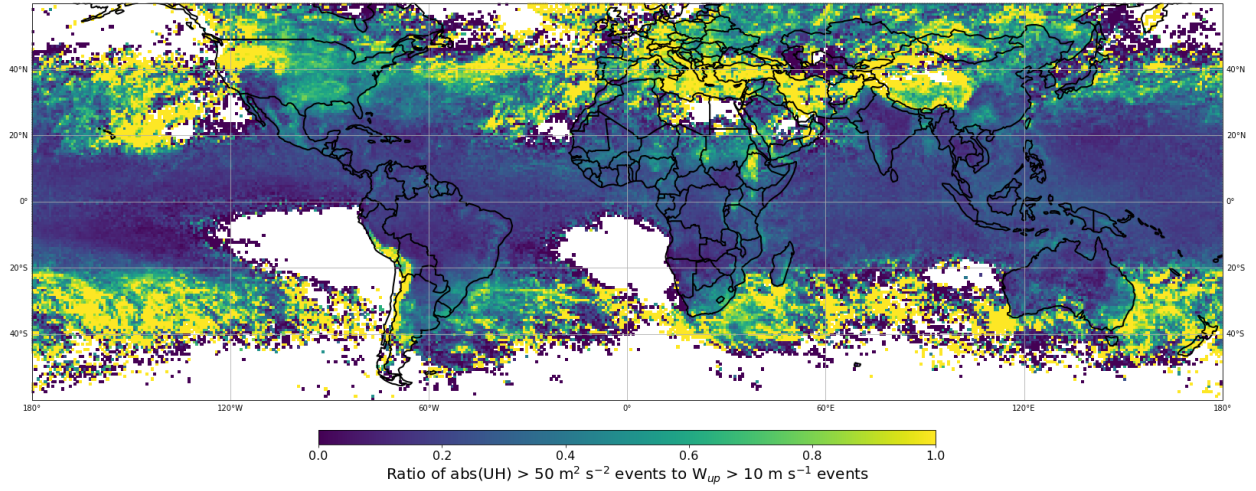 40°N 40°N
20°N 20°N
0° 0°
20°S 20°S
40°S 40°S
180° 120°W 60°W 0° 60°E 120°E 180°
0.0 0.2 0.4 0.6 0.8 1.0
Ratio of abs(UH) > 50 m² s⁻² events to W_up > 10 m s⁻¹ events